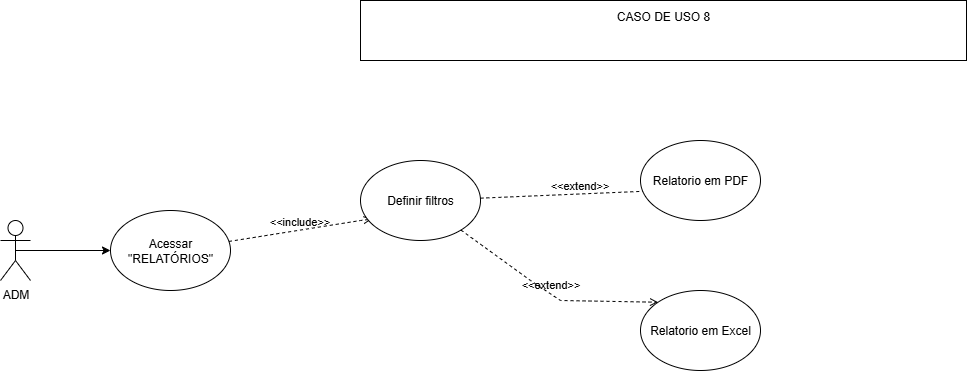 CASO DE USO 8
Relatorio em PDF
<<extend>>
Definir filtros
<<include>>
Acessar
"RELATÓRIOS"
ADM
<<extend>>
Relatorio em Excel